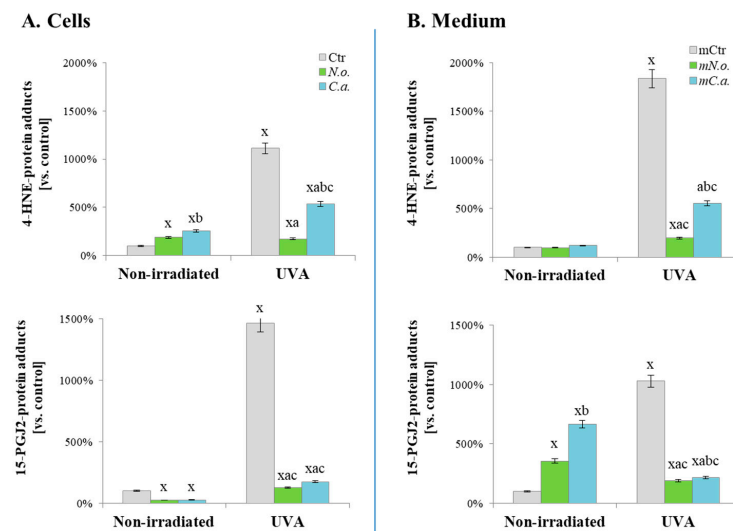 A. Cells
B. Medium
Ctr
N.o.
C.a.
4-HNE-protein adducts
[vs. control]
2000%
1500%
1000%
500%
0%
x
xb
x
xa
xabc
Non-irradiated
UVA
mCtr
mN.o.
mC.a.
4-HNE-protein adducts
[vs. control]
2000%
1500%
1000%
500%
0%
x
xac
abc
Non-irradiated
UVA
15-PGJ2-protein adducts
[vs. control]
1500%
1000%
500%
0%
x
x
x
xac
xac
Non-irradiated
UVA
15-PGJ2-protein adducts
[vs. control]
1500%
1000%
500%
0%
x
xb
x
xac
xabc
Non-irradiated
UVA